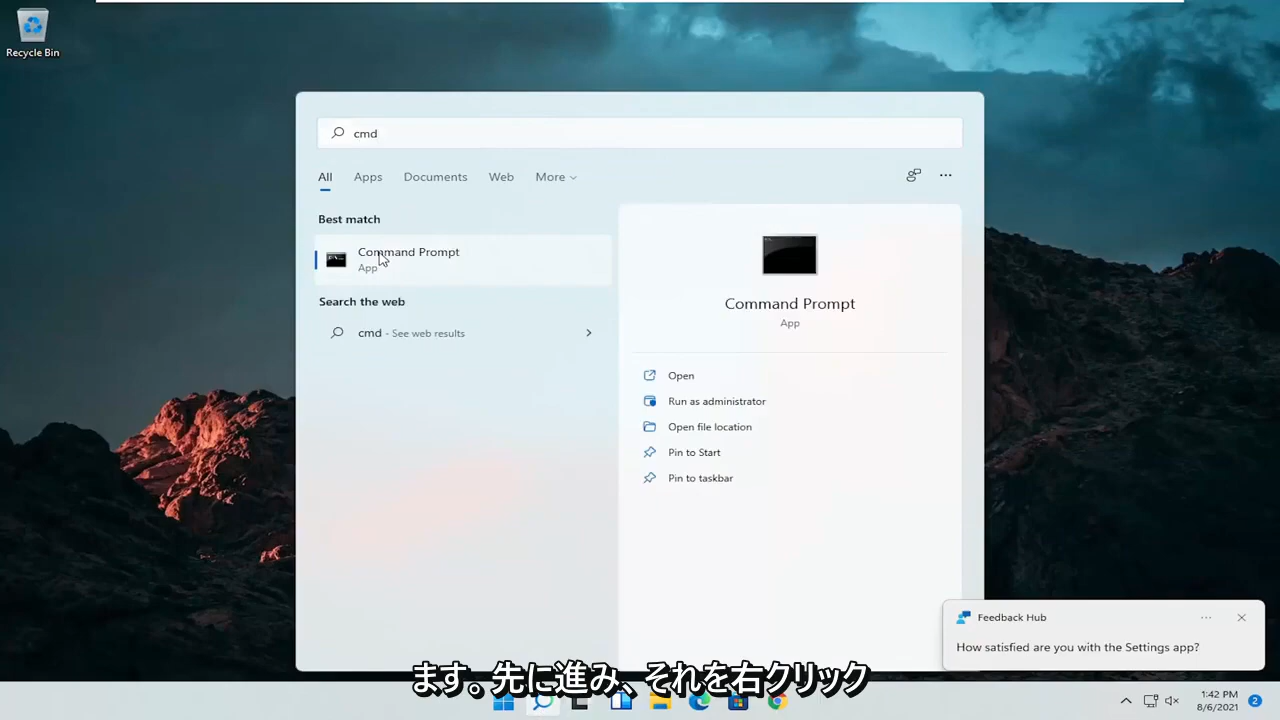 Recycle Bin
cmd
All Apps Documents Web More
Best match
Command Prompt
App
Search the web
cmd - See web results
Command Prompt
App
Open
Run as administrator
Open file location
Pin to Start
Pin to taskbar
Feedback Hub
How satisfied are you with the Settings app?
ます。先に進み、それを右クリック
1:42 PM
8/6/2021
2